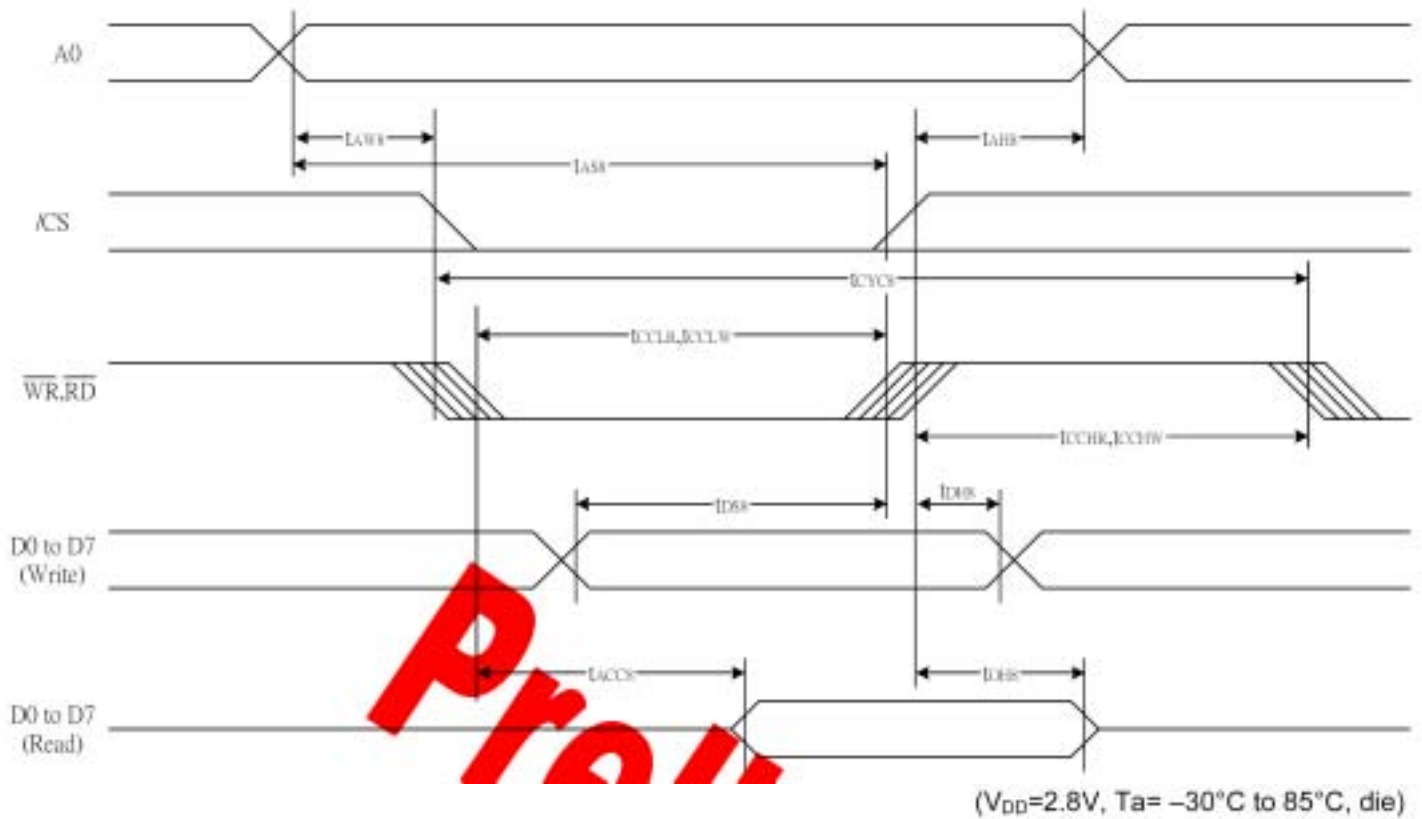 A0
tAW8
tAH8
tAS8
/CS
tCYC8
tCCLR,tCCLW
WR,RD
tCCHR,tCCHW
tDS8
tDH8
D0 to D7
(Write)
tACC8
tOH8
D0 to D7
(Read)
Preli
(VDD=2.8V, Ta= –30°C to 85°C, die)